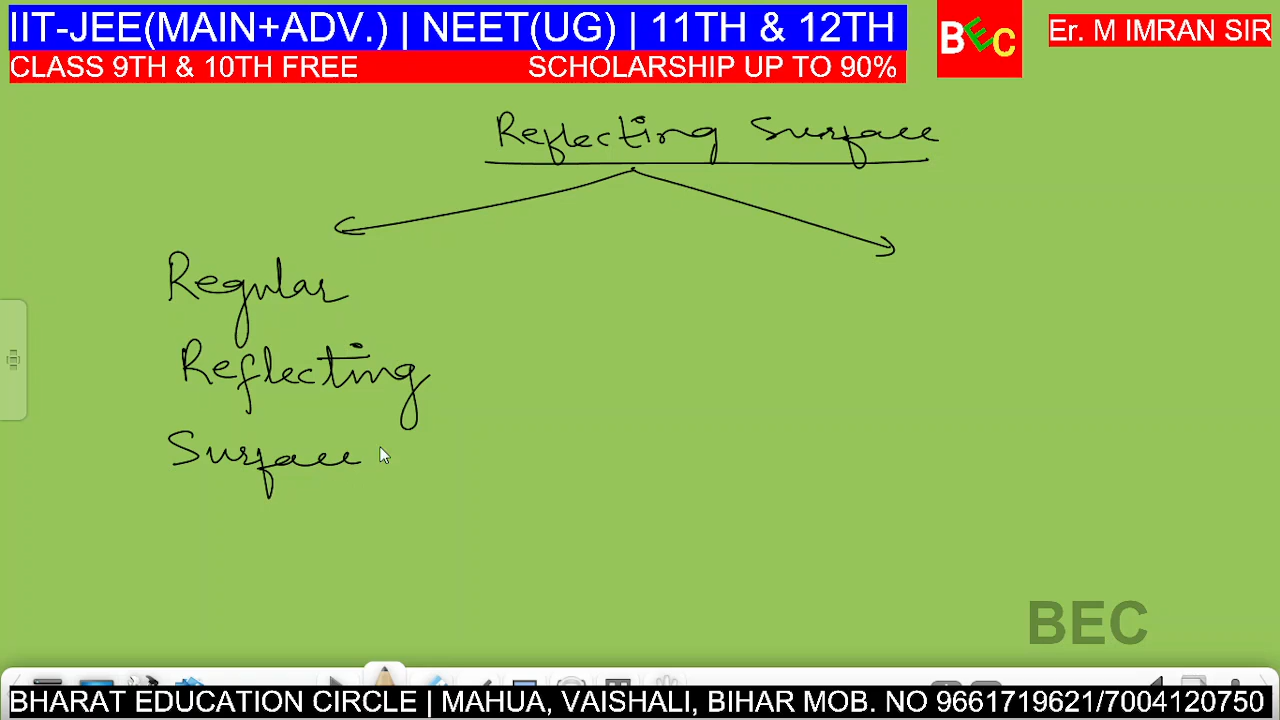 IIT-JEE(MAIN+ADV.) | NEET(UG) | 11TH & 12TH
CLASS 9TH & 10TH FREE SCHOLARSHIP UP TO 90%
BEC
Er. M IMRAN SIR
Reflecting Surface
Regular
Reflecting
Surface
BEC
BHARAT EDUCATION CIRCLE | MAHUA, VAISHALI, BIHAR MOB. NO 9661719621/7004120750